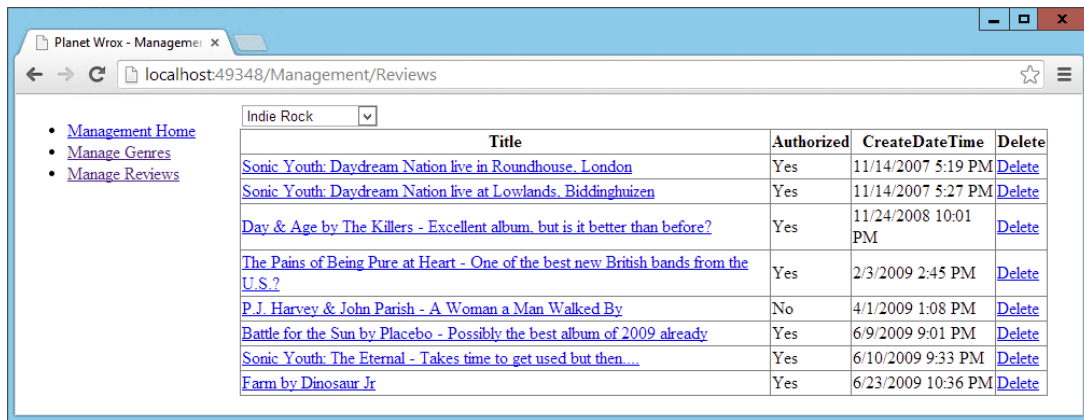 Planet Wrox - Managemer
localhost:49348/Management/Reviews
Management Home
Manage Genres
Manage Reviews
Indie Rock
Title Authorized CreateDateTime Delete
Sonic Youth: Daydream Nation live in Roundhouse, London Yes 11/14/2007 5:19 PM Delete
Sonic Youth: Daydream Nation live at Lowlands, Biddinghuizen Yes 11/14/2007 5:27 PM Delete
Day & Age by The Killers - Excellent album, but is it better than before? Yes 11/24/2008 10:01 PM Delete
The Pains of Being Pure at Heart - One of the best new British bands from the
U.S.? Yes 2/3/2009 2:45 PM Delete
P.J. Harvey & John Parish - A Woman a Man Walked By No 4/1/2009 1:08 PM Delete
Battle for the Sun by Placebo - Possibly the best album of 2009 already Yes 6/9/2009 9:01 PM Delete
Sonic Youth: The Eternal - Takes time to get used but then.... Yes 6/10/2009 9:33 PM Delete
Farm by Dinosaur Jr Yes 6/23/2009 10:36 PM Delete